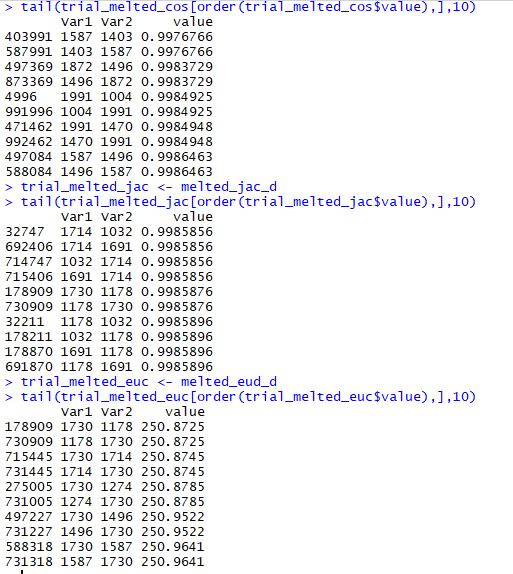 > tail(trial_melted_cos[order(trial_melted_cos$value),],10)
Var1 Var2 value
403991 1587 1403 0.9976766
587991 1403 1587 0.9976766
497369 1872 1496 0.9983729
873369 1496 1872 0.9983729
4996 1991 1004 0.9984925
991996 1004 1991 0.9984925
471462 1991 1470 0.9984948
992462 1470 1991 0.9984948
497084 1587 1496 0.9986463
588084 1496 1587 0.9986463
> trial_melted_jac <- melted_jac_d
> tail(trial_melted_jac[order(trial_melted_jac$value),],10)
Var1 Var2 value
32747 1714 1032 0.9985856
692406 1714 1691 0.9985856
714747 1032 1714 0.9985856
715406 1691 1714 0.9985856
178909 1730 1178 0.9985876
730909 1178 1730 0.9985876
32211 1178 1032 0.9985896
178211 1032 1178 0.9985896
178870 1691 1178 0.9985896
691870 1178 1691 0.9985896
> trial_melted_euc <- melted_eud_d
> tail(trial_melted_euc[order(trial_melted_euc$value),],10)
Var1 Var2 value
178909 1730 1178 250.8725
730909 1178 1730 250.8725
715445 1730 1714 250.8745
731445 1714 1730 250.8745
275005 1730 1274 250.8785
731005 1274 1730 250.8785
497227 1730 1496 250.9522
731227 1496 1730 250.9522
588318 1730 1587 250.9641
731318 1587 1730 250.9641